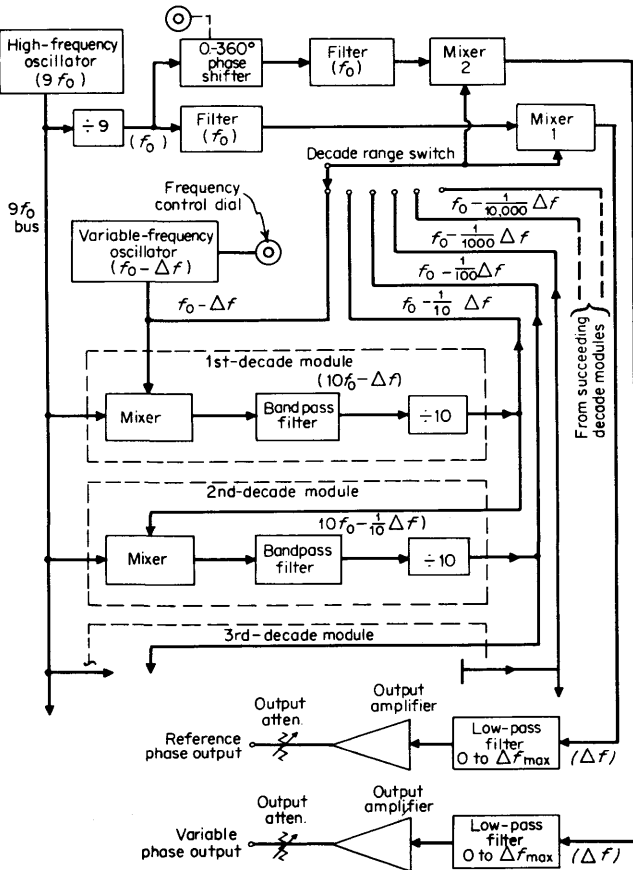 High-frequency
oscillator
(9f₀)
0-360°
phase
shifter
Filter
(f₀)
Mixer
2
÷9
(f₀)
Filter
(f₀)
Mixer
1
Decade range switch
9f₀
bus
Frequency
control dial
Variable-frequency
oscillator
(f₀ – Δf)
f₀ – 1/10,000 Δf
f₀ – 1/1000 Δf
f₀ – 1/100 Δf
f₀ – 1/10 Δf
f₀ – Δf
From succeeding
decade modules
1st-decade module
(10f₀ – Δf)
Mixer
Bandpass
filter
÷10
2nd-decade module
10f₀ – 1/10 Δf)
Mixer
Bandpass
filter
÷10
3rd-decade module
Output
atten.
Output
amplifier
Reference
phase output
Low-pass
filter
0 to Δf max
(Δf)
Output
atten.
Output
amplifier
Variable
phase output
Low-pass
filter
0 to Δf max
(Δf)